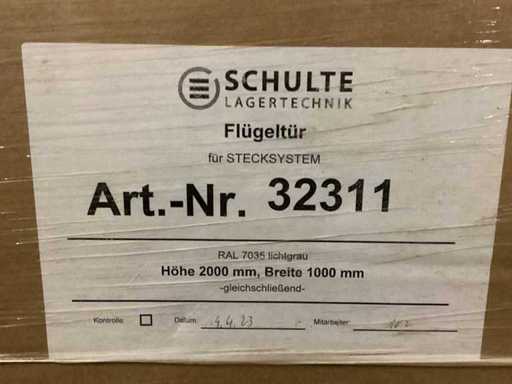 SCHULTE
LAGERTECHNIK
Flügeltür
für STECKSYSTEM
Art.-Nr. 32311
RAL 7035 lichtgrau
Höhe 2000 mm, Breite 1000 mm
-gleichschließend-
Kontrolle: Datum: 4.4.23 Mitarbeiter: